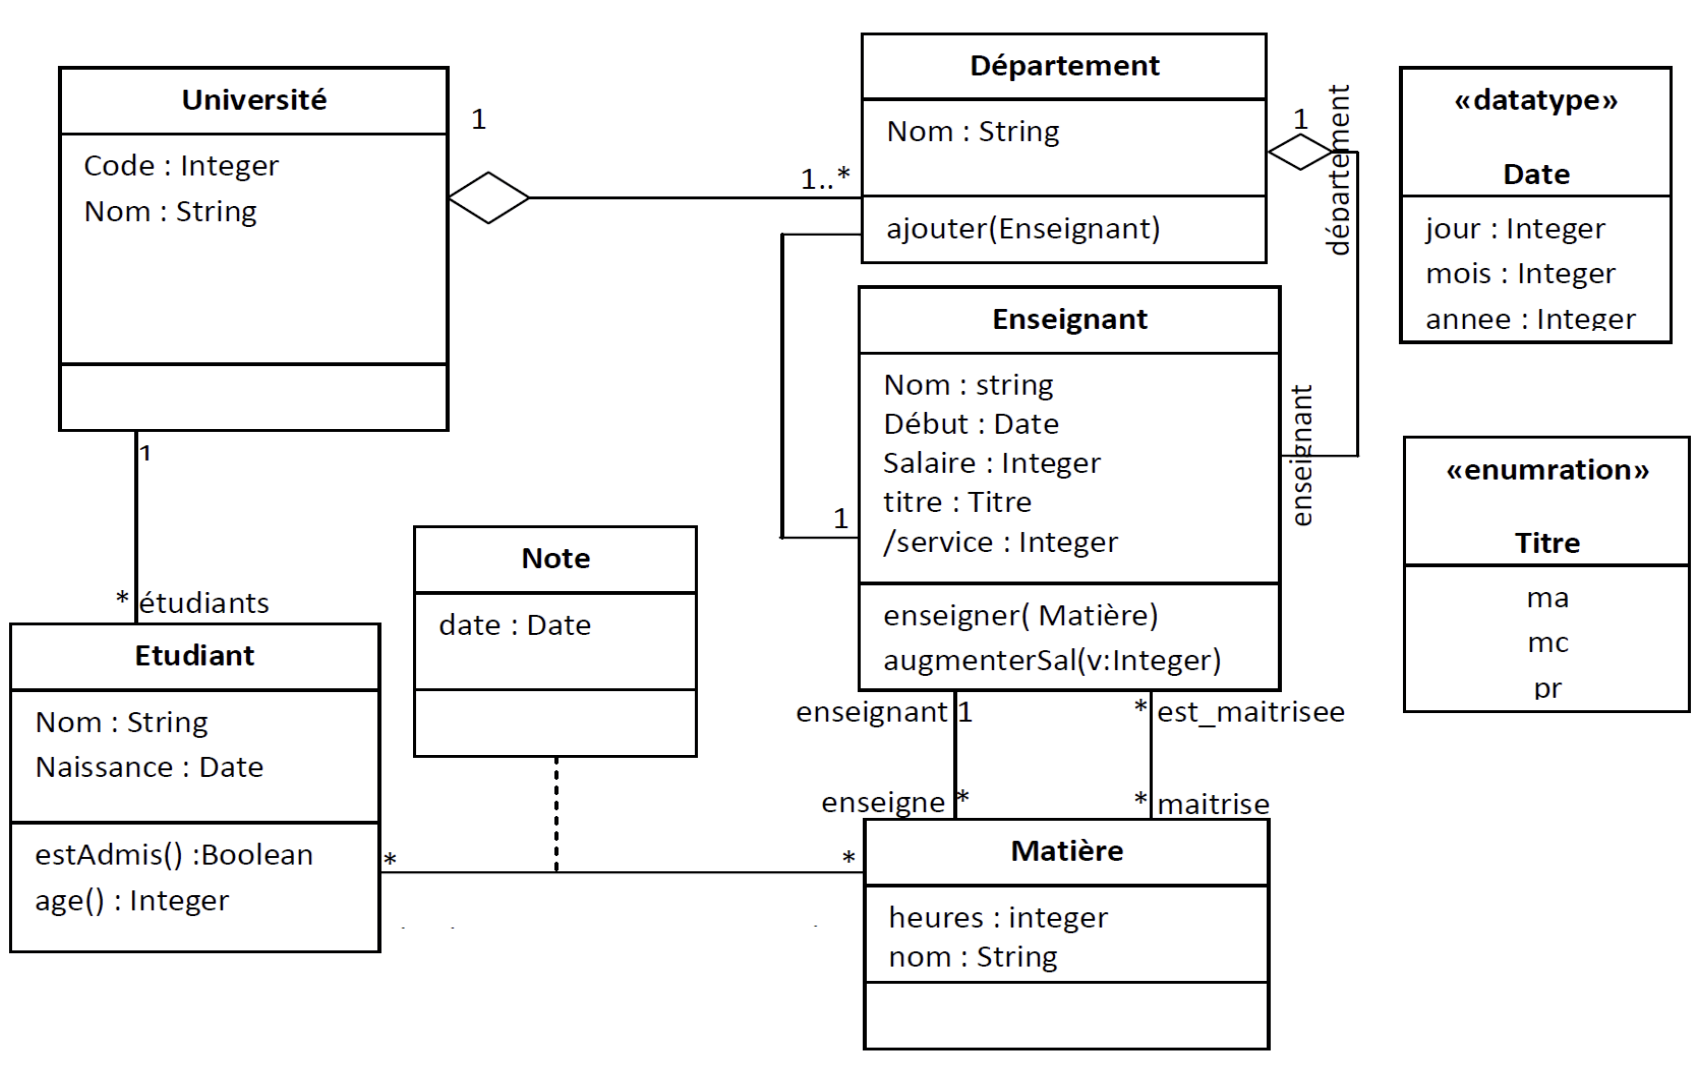 Université
Code : Integer
Nom : String
1
1..*
Département
Nom : String
ajouter(Enseignant)
1
département
«datatype»
Date
jour : Integer
mois : Integer
annee : Integer
Enseignant
Nom : string
Début : Date
Salaire : Integer
titre : Titre
/service : Integer
enseigner( Matière)
augmenterSal(v:Integer)
1
enseignant
«enumration»
Titre
ma
mc
pr
1
* étudiants
Etudiant
Nom : String
Naissance : Date
estAdmis() :Boolean
age() : Integer
Note
date : Date
enseignant 1
* est_maitrisee
enseigne *
* maitrise
*
*
Matière
heures : integer
nom : String